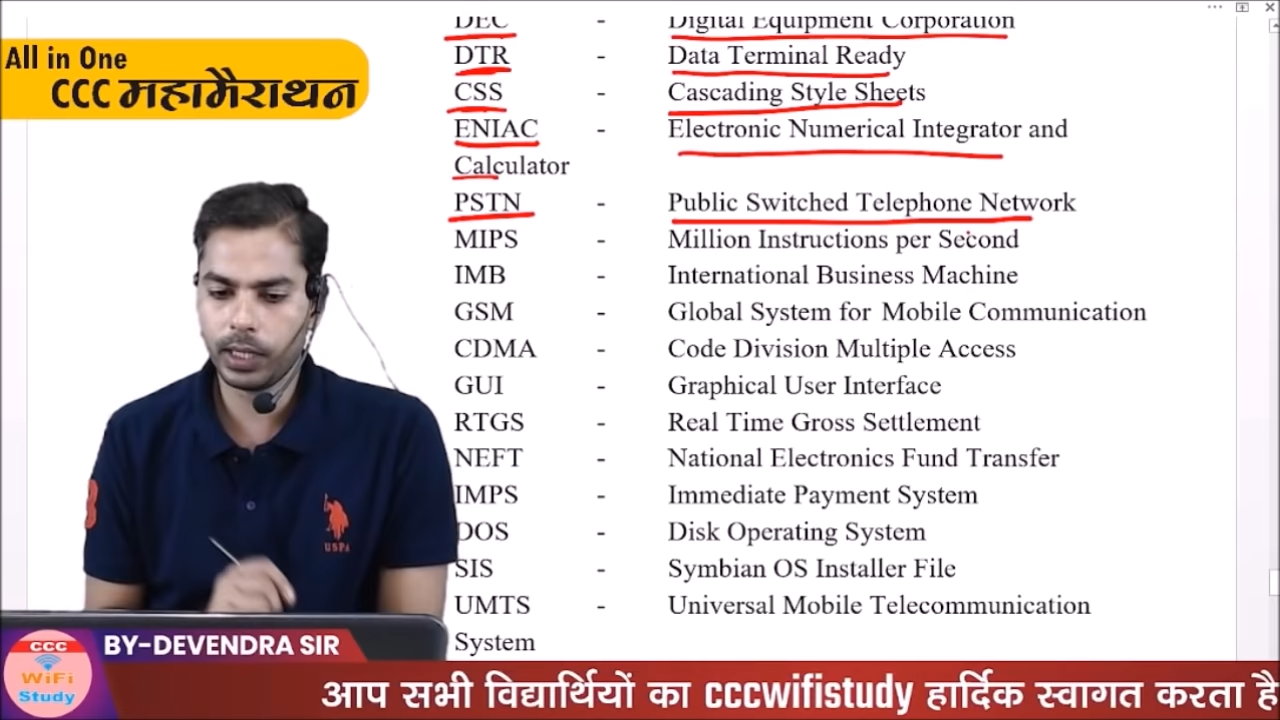 All in One
CCC महामैराथन
DEC - Digital Equipment Corporation
DTR - Data Terminal Ready
CSS - Cascading Style Sheets
ENIAC - Electronic Numerical Integrator and
Calculator
PSTN - Public Switched Telephone Network
MIPS - Million Instructions per Second
IMB - International Business Machine
GSM - Global System for Mobile Communication
CDMA - Code Division Multiple Access
GUI - Graphical User Interface
RTGS - Real Time Gross Settlement
NEFT - National Electronics Fund Transfer
IMPS - Immediate Payment System
DOS - Disk Operating System
SIS - Symbian OS Installer File
UMTS - Universal Mobile Telecommunication
System
3
USPA
CCC
WiFi
Study
BY-DEVENDRA SIR
आप सभी विद्यार्थियों का cccwifistudy हार्दिक स्वागत करता है